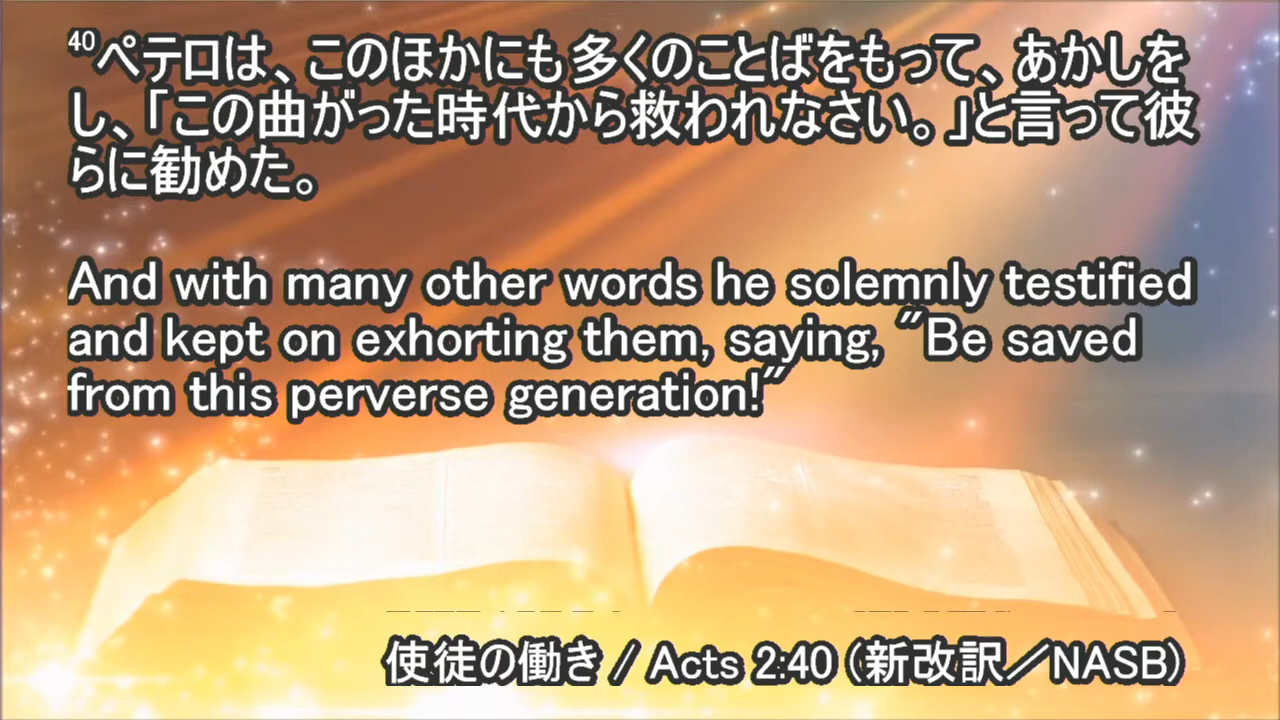 40ペテロは、このほかにも多くのことばをもって、あかしを
し、「この曲がった時代から救われなさい。」と言って彼
らに勧めた。
And with many other words he solemnly testified
and kept on exhorting them, saying, "Be saved
from this perverse generation!"
使徒の働き / Acts 2:40 (新改訳／NASB)